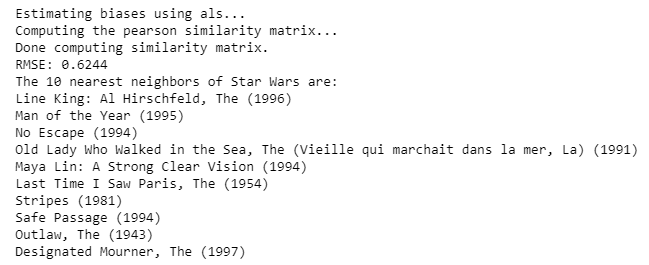 Estimating biases using als...
Computing the pearson similarity matrix...
Done computing similarity matrix.
RMSE: 0.6244
The 10 nearest neighbors of Star Wars are:
Line King: Al Hirschfeld, The (1996)
Man of the Year (1995)
No Escape (1994)
Old Lady Who Walked in the Sea, The (Vieille qui marchait dans la mer, La) (1991)
Maya Lin: A Strong Clear Vision (1994)
Last Time I Saw Paris, The (1954)
Stripes (1981)
Safe Passage (1994)
Outlaw, The (1943)
Designated Mourner, The (1997)